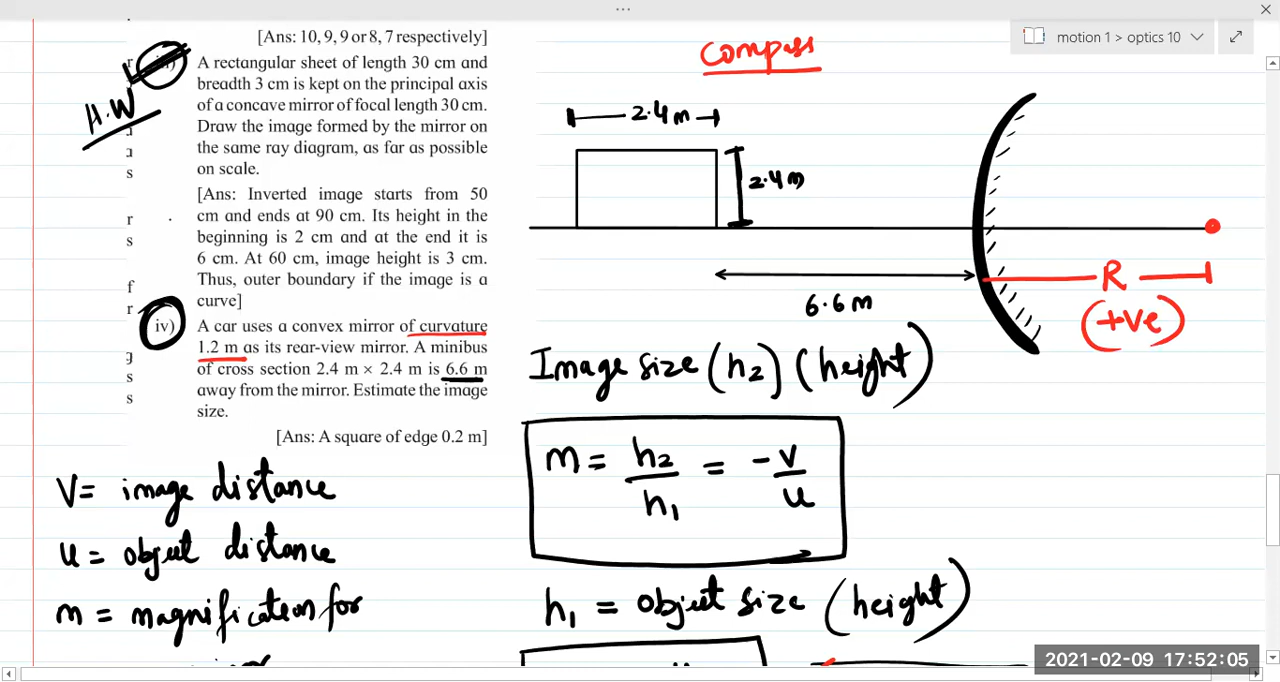 [Ans: 10, 9, 9 or 8, 7 respectively]
A rectangular sheet of length 30 cm and
breadth 3 cm is kept on the principal axis
of a concave mirror of focal length 30 cm.
Draw the image formed by the mirror on
the same ray diagram, as far as possible
on scale.
[Ans: Inverted image starts from 50
cm and ends at 90 cm. Its height in the
beginning is 2 cm and at the end it is
6 cm. At 60 cm, image height is 3 cm.
Thus, outer boundary if the image is a
curve]
iv)
A car uses a convex mirror of curvature
1.2 m as its rear-view mirror. A minibus
of cross section 2.4 m × 2.4 m is 6.6 m
away from the mirror. Estimate the image
size.
[Ans: A square of edge 0.2 m]
H.W
r
a
s
r
s
f
r
g
s
s
V= image distance
u = object distance
m = magnification for
compass
motion 1 > optics 10
2.4 m
2.4 m
6.6 m
R
(+ve)
Image size (h2) (height)
m = h2/h1 = -v/u
h1 = object size (height)
2021-02-09 17:52:05